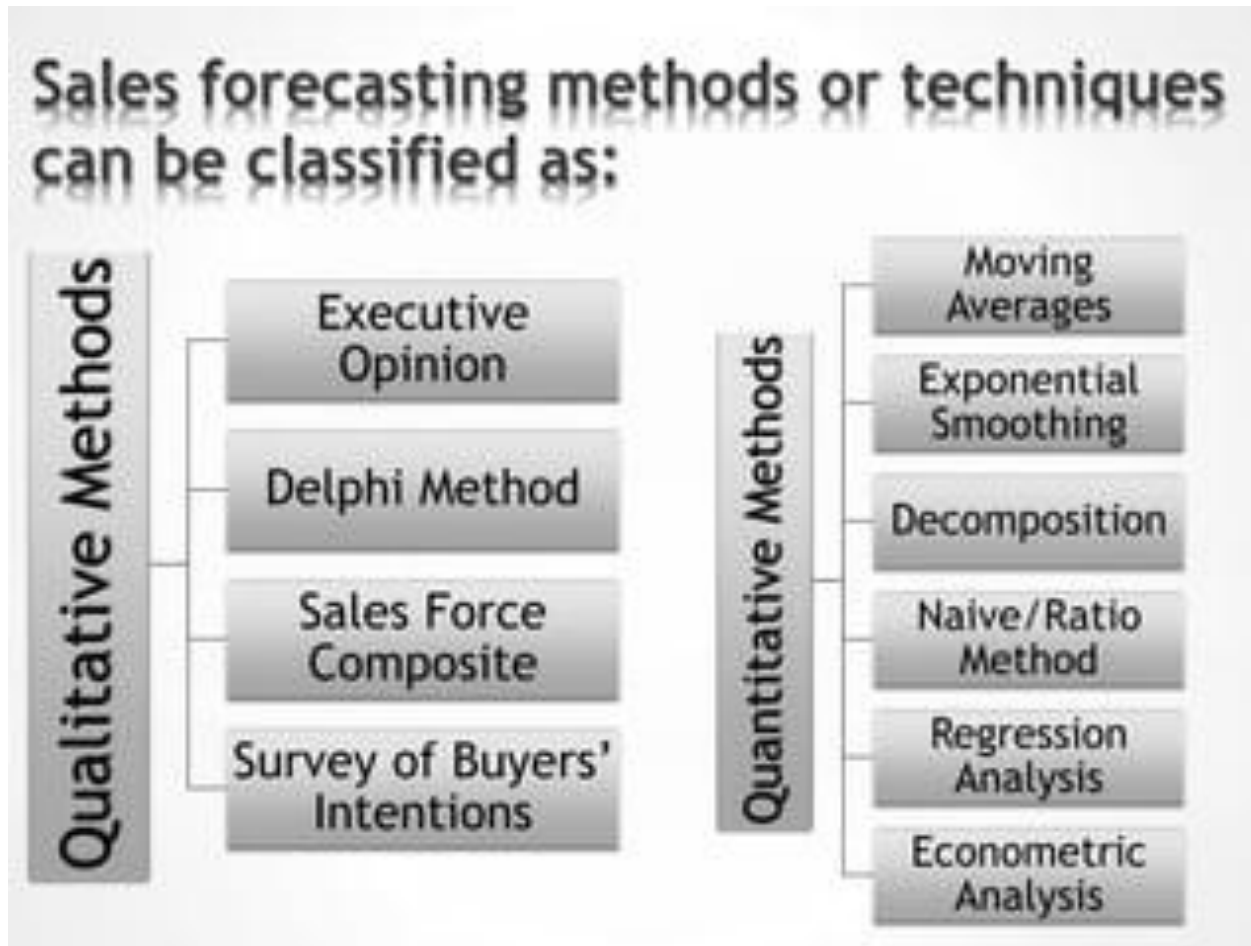 Sales forecasting methods or techniques
can be classified as:
Qualitative Methods
Executive
Opinion
Delphi Method
Sales Force
Composite
Survey of Buyers'
Intentions
Quantitative Methods
Moving
Averages
Exponential
Smoothing
Decomposition
Naive/Ratio
Method
Regression
Analysis
Econometric
Analysis